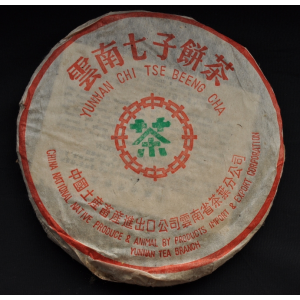 雲南七子餅茶
YUNNAN CHI TSE BEENG CHA
茶
中國土產畜產進出口公司雲南省茶葉分公司
CHINA NATIONAL NATIVE PRODUCE & ANIMAL BY PRODUCTS IMPORT & EXPORT CORPORATION
YUNNAN TEA BRANCH